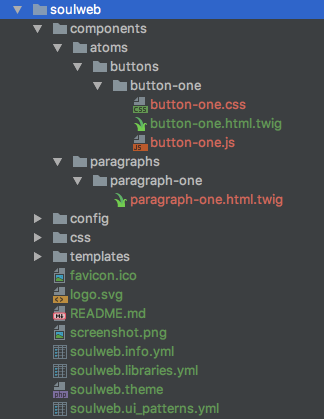 soulweb
components
atoms
buttons
button-one
button-one.css
button-one.html.twig
button-one.js
paragraphs
paragraph-one
paragraph-one.html.twig
config
css
templates
favicon.ico
logo.svg
README.md
screenshot.png
soulweb.info.yml
soulweb.libraries.yml
soulweb.theme
soulweb.ui_patterns.yml